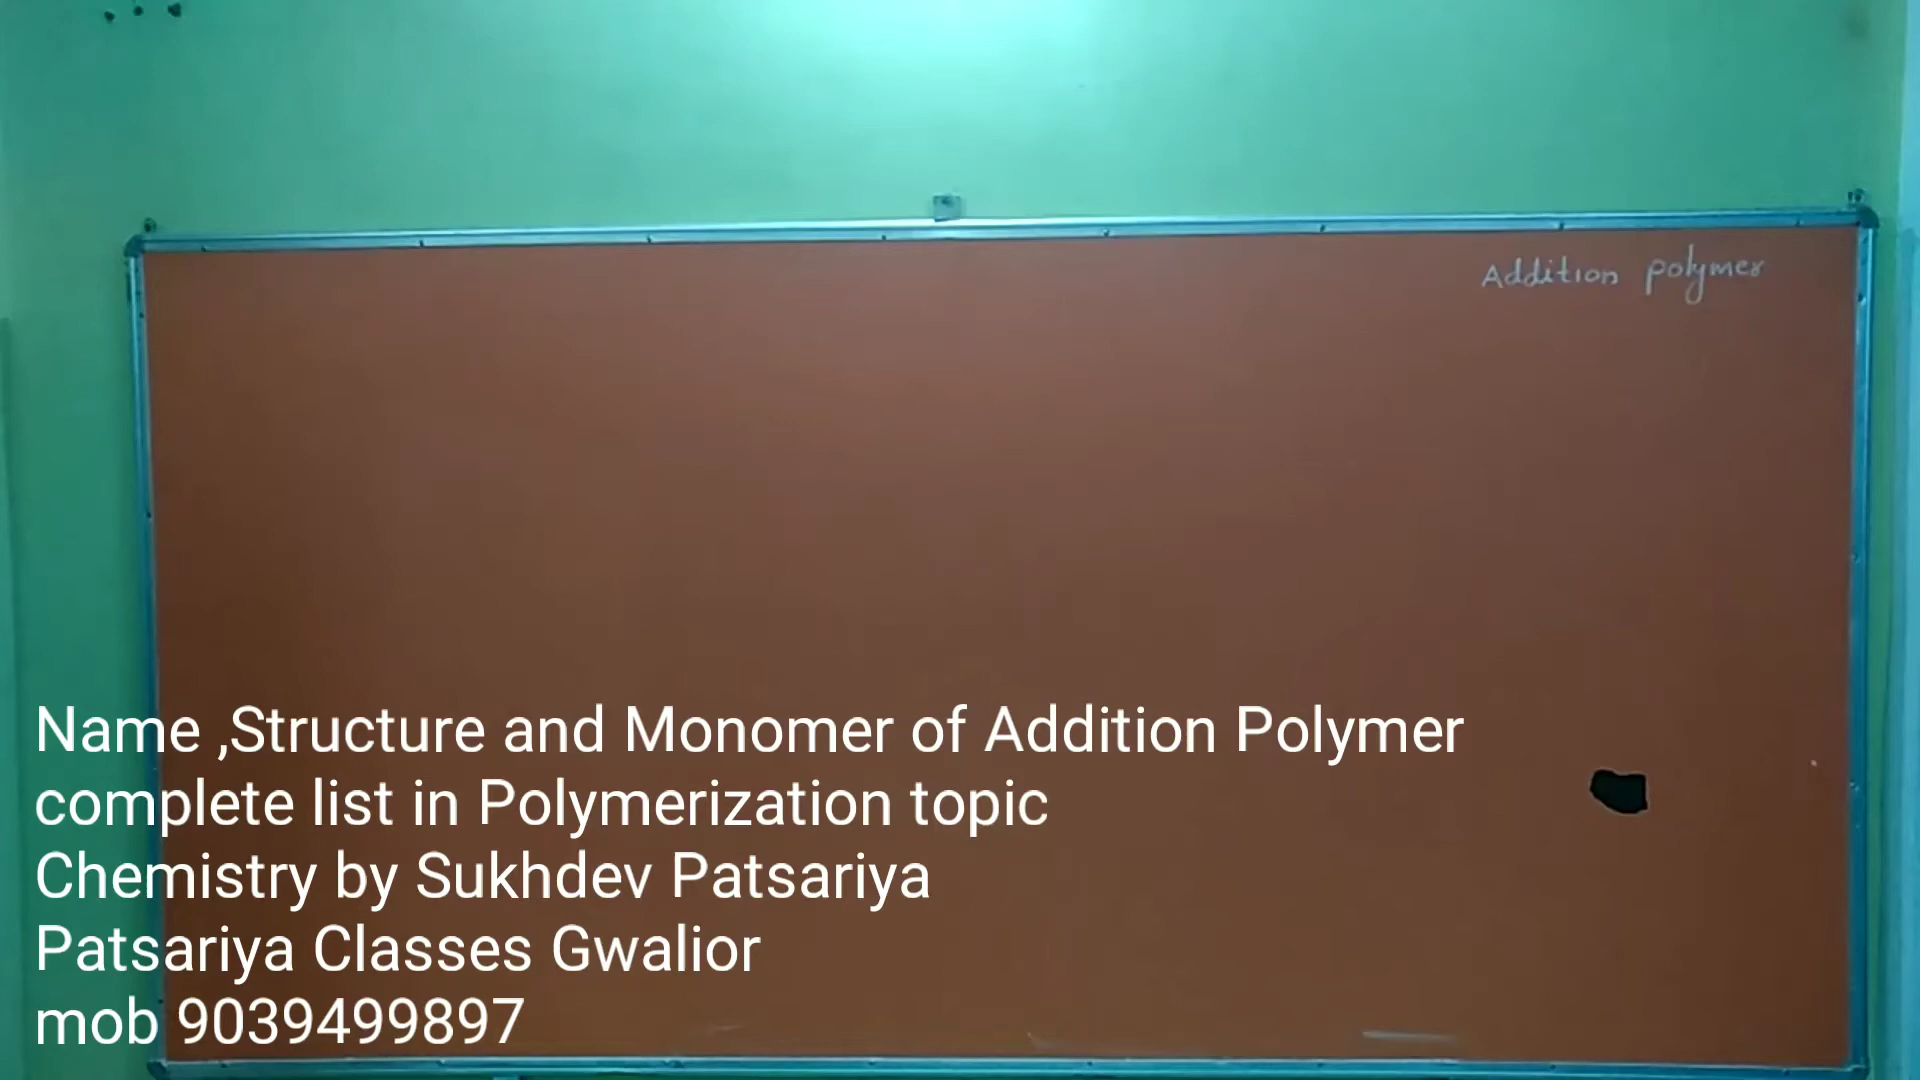 Addition polymer
Name ,Structure and Monomer of Addition Polymer
complete list in Polymerization topic
Chemistry by Sukhdev Patsariya
Patsariya Classes Gwalior
mob 9039499897